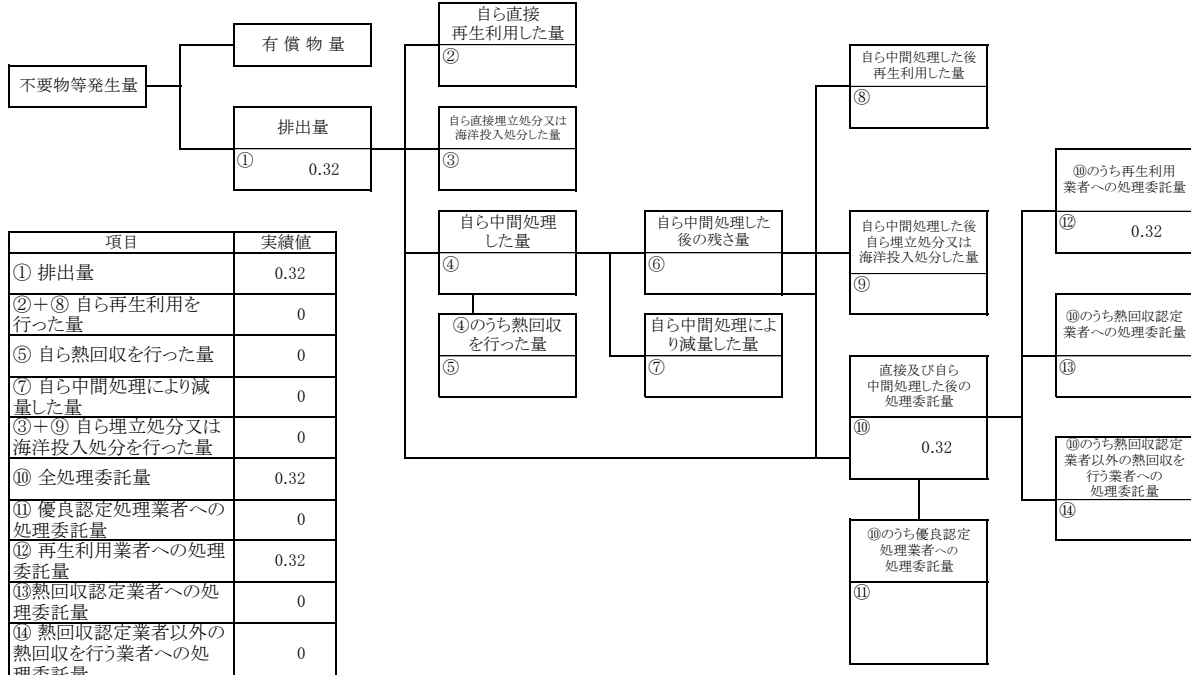 不要物等発生量
有 償 物 量
排出量
①
0.32
自ら直接
再生利用した量
②
自ら直接埋立処分又は
海洋投入処分した量
③
自ら中間処理
した量
④
④のうち熱回収
を行った量
⑤
自ら中間処理した
後の残さ量
⑥
自ら中間処理によ
り減量した量
⑦
自ら中間処理した後
再生利用した量
⑧
自ら中間処理した後
自ら埋立処分又は
海洋投入処分した量
⑨
直接及び自ら
中間処理した後の
処理委託量
⑩
0.32
⑩のうち優良認定
処理業者への
処理委託量
⑪
⑩のうち再生利用
業者への処理委託量
⑫
0.32
⑩のうち熱回収認定
業者への処理委託量
⑬
⑩のうち熱回収認定
業者以外の熱回収を
行う業者への
処理委託量
⑭
項目 実績値
① 排出量 0.32
②＋⑧ 自ら再生利用を
行った量 0
⑤ 自ら熱回収を行った量 0
⑦ 自ら中間処理により減
量した量 0
③＋⑨ 自ら埋立処分又は
海洋投入処分を行った量 0
⑩ 全処理委託量 0.32
⑪ 優良認定処理業者への
処理委託量 0
⑫ 再生利用業者への処理
委託量 0.32
⑬熱回収認定業者への処
理委託量 0
⑭ 熱回収認定業者以外の
熱回収を行う業者への処 0
理委託量